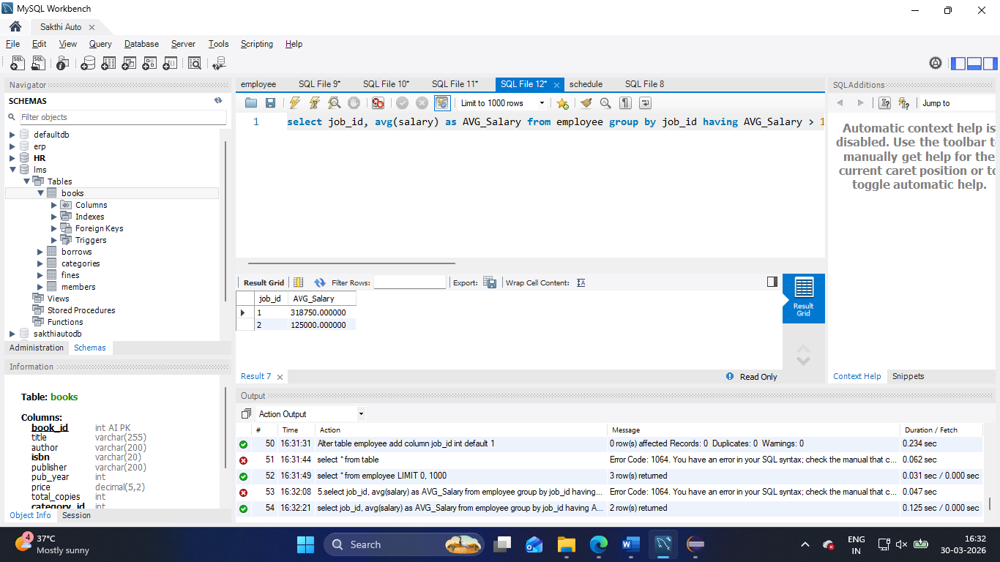 MySQL Workbench
Sakthi Auto
File Edit View Query Database Server Tools Scripting Help
Navigator
SCHEMAS
Filter objects
defaultdb
erp
HR
lms
Tables
books
Columns
Indexes
Foreign Keys
Triggers
borrows
categories
fines
members
Views
Stored Procedures
Functions
sakthiautodb
Administration Schemas
Information
Table: books
Columns:
book_id int AI PK
title varchar(255)
author varchar(200)
isbn varchar(20)
publisher varchar(200)
pub_year int
price decimal(5,2)
total_copies int
category_id int
Object Info Session
employee SQL File 9* SQL File 10* SQL File 11* SQL File 12* schedule SQL File 8
Limit to 1000 rows
1 select job_id, avg(salary) as AVG_Salary from employee group by job_id having AVG_Salary > 1
Result Grid Filter Rows: Export: Wrap Cell Content:
job_id AVG_Salary
1 318750.000000
2 125000.000000
Result Grid
Result 7 Read Only
SQLAdditions
Jump to
Automatic context help is
disabled. Use the toolbar t
manually get help for the
current caret position or to
toggle automatic help.
Context Help Snippets
Output
Action Output
# Time Action Message Duration / Fetch
50 16:31:31 Alter table employee add column job_id int default 1 0 row(s) affected Records: 0 Duplicates: 0 Warnings: 0 0.234 sec
51 16:31:44 select * from table Error Code: 1064. You have an error in your SQL syntax; check the manual that c... 0.062 sec
52 16:31:49 select * from employee LIMIT 0, 1000 3 row(s) returned 0.031 sec / 0.000 sec
53 16:32:08 5.select job_id, avg(salary) as AVG_Salary from employee group by job_id having... Error Code: 1064. You have an error in your SQL syntax; check the manual that c... 0.047 sec
54 16:32:21 select job_id, avg(salary) as AVG_Salary from employee group by job_id having A... 2 row(s) returned 0.125 sec / 0.000 sec
4
37°C
Mostly sunny
Search
ENG
IN
16:32
30-03-2026